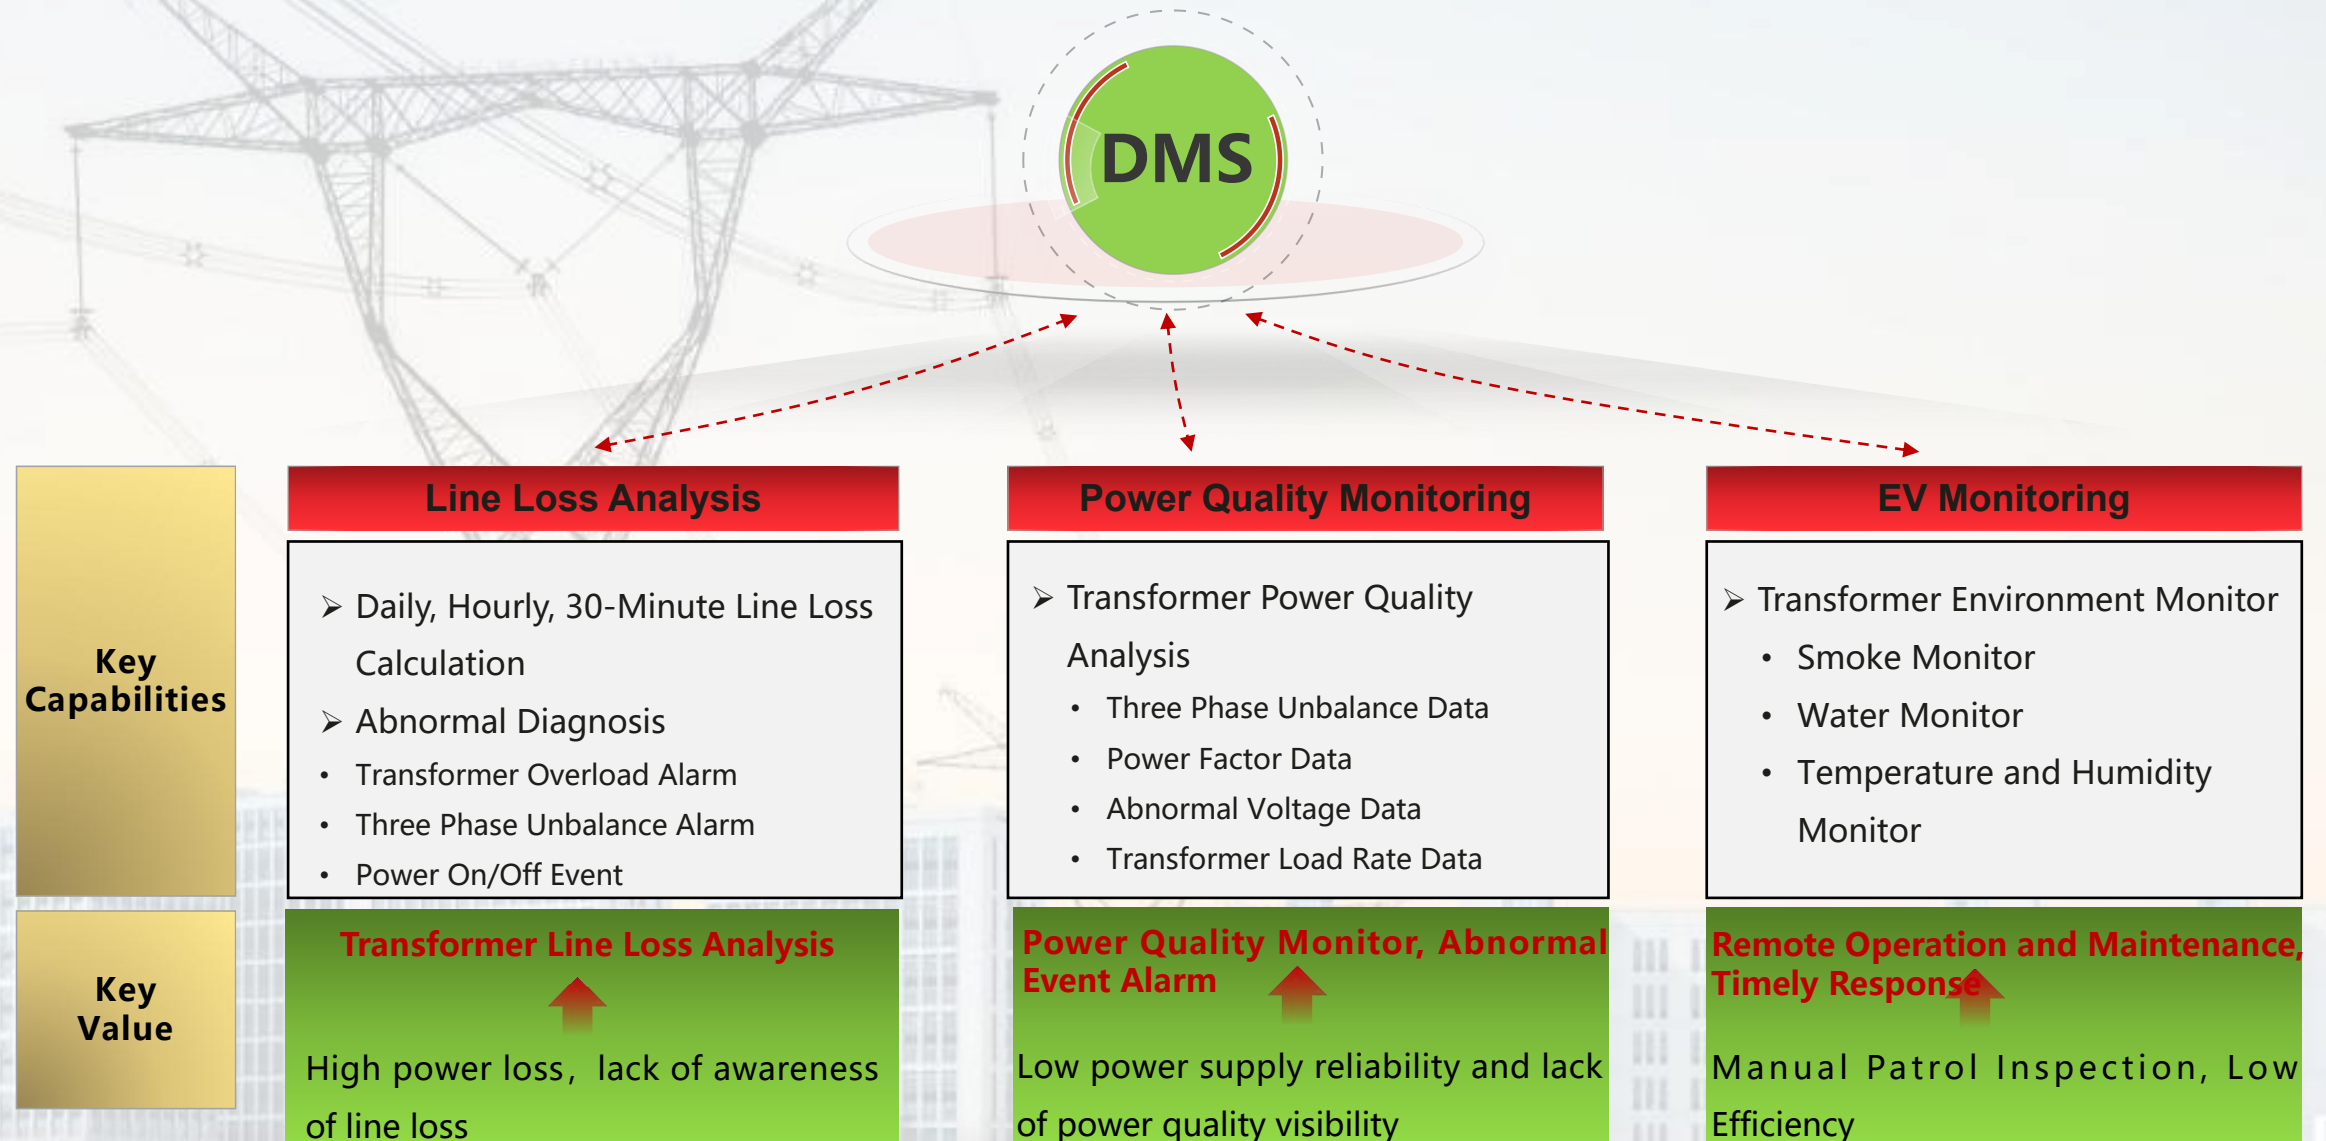 DMS
Key
Capabilities
Line Loss Analysis
➢ Daily, Hourly, 30-Minute Line Loss
Calculation
➢ Abnormal Diagnosis
• Transformer Overload Alarm
• Three Phase Unbalance Alarm
• Power On/Off Event
Power Quality Monitoring
➢ Transformer Power Quality
Analysis
• Three Phase Unbalance Data
• Power Factor Data
• Abnormal Voltage Data
• Transformer Load Rate Data
EV Monitoring
➢ Transformer Environment Monitor
• Smoke Monitor
• Water Monitor
• Temperature and Humidity
Monitor
Key
Value
Transformer Line Loss Analysis
High power loss，lack of awareness
of line loss
Power Quality Monitor, Abnormal
Event Alarm
Low power supply reliability and lack
of power quality visibility
Remote Operation and Maintenance,
Timely Response
Manual Patrol Inspection, Low
Efficiency